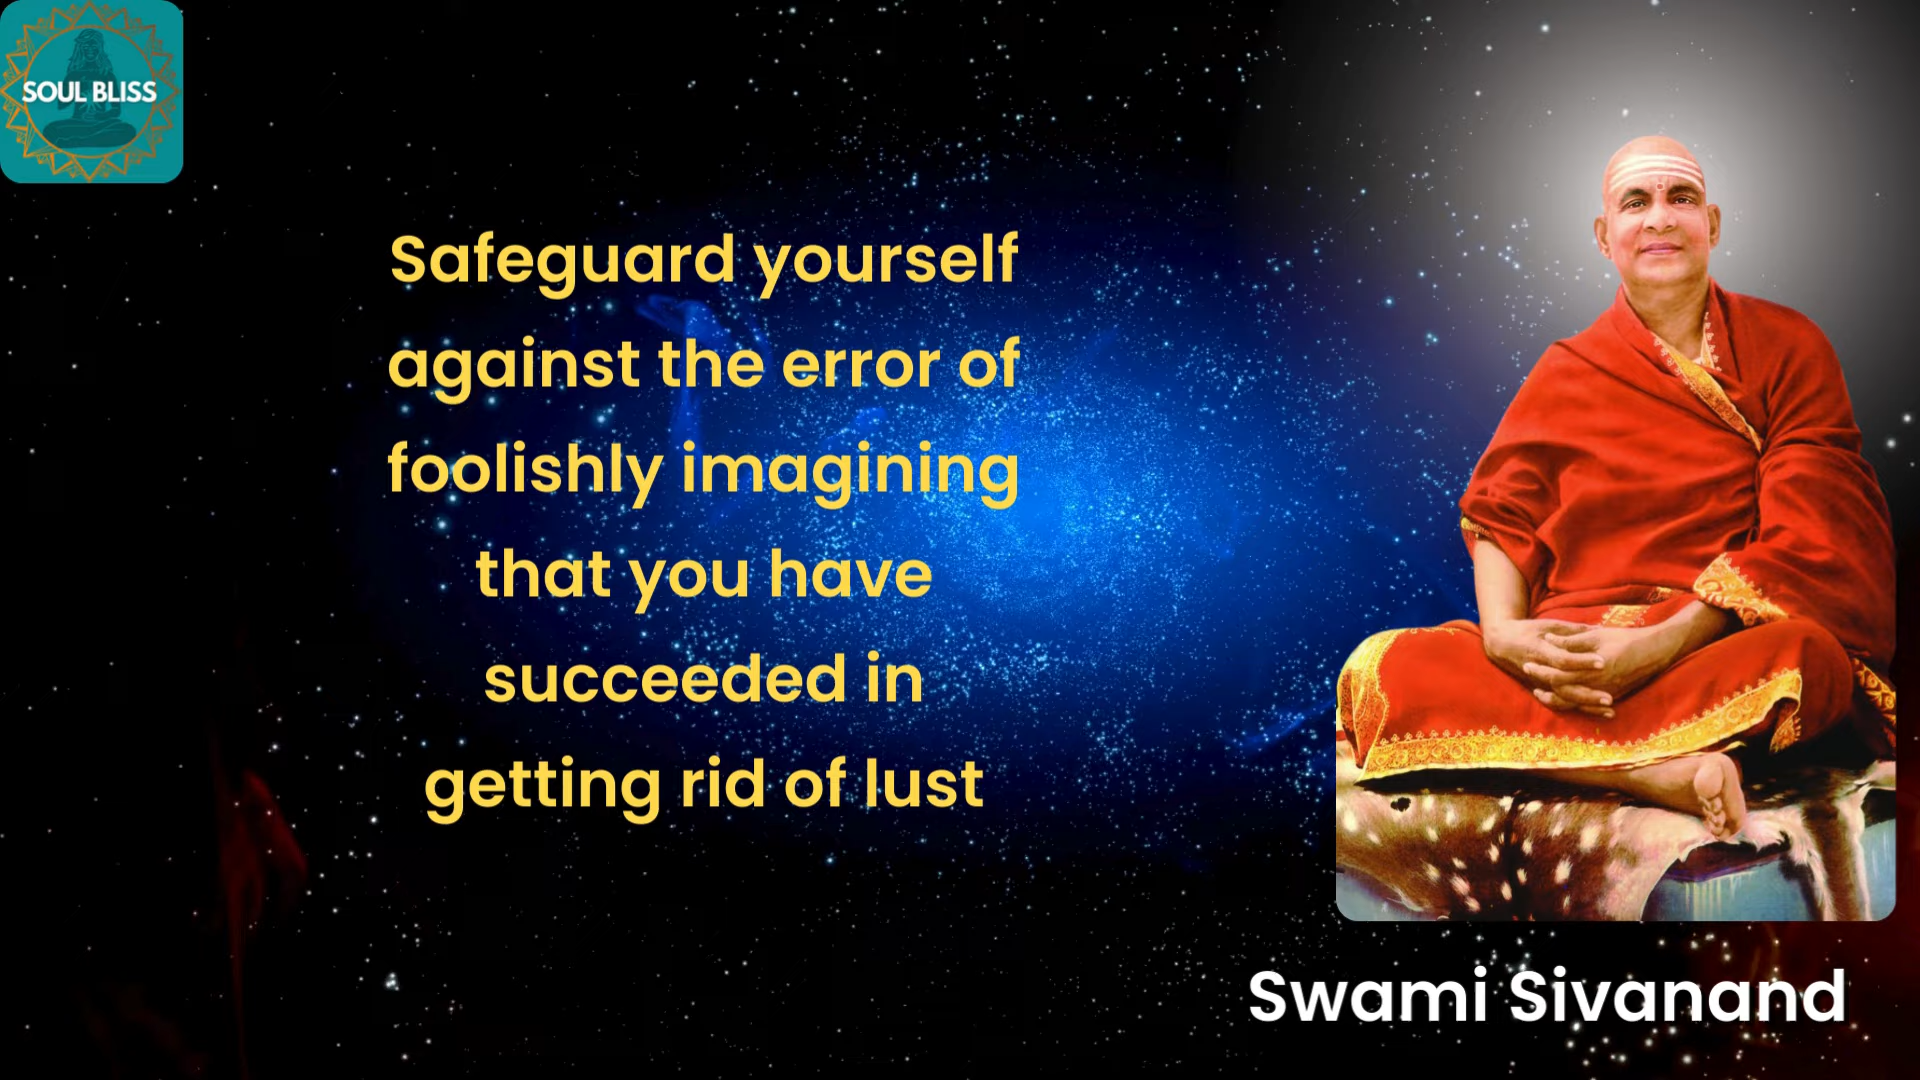 SOUL BLISS
Safeguard yourself
against the error of
foolishly imagining
that you have
succeeded in
getting rid of lust
Swami Sivanand